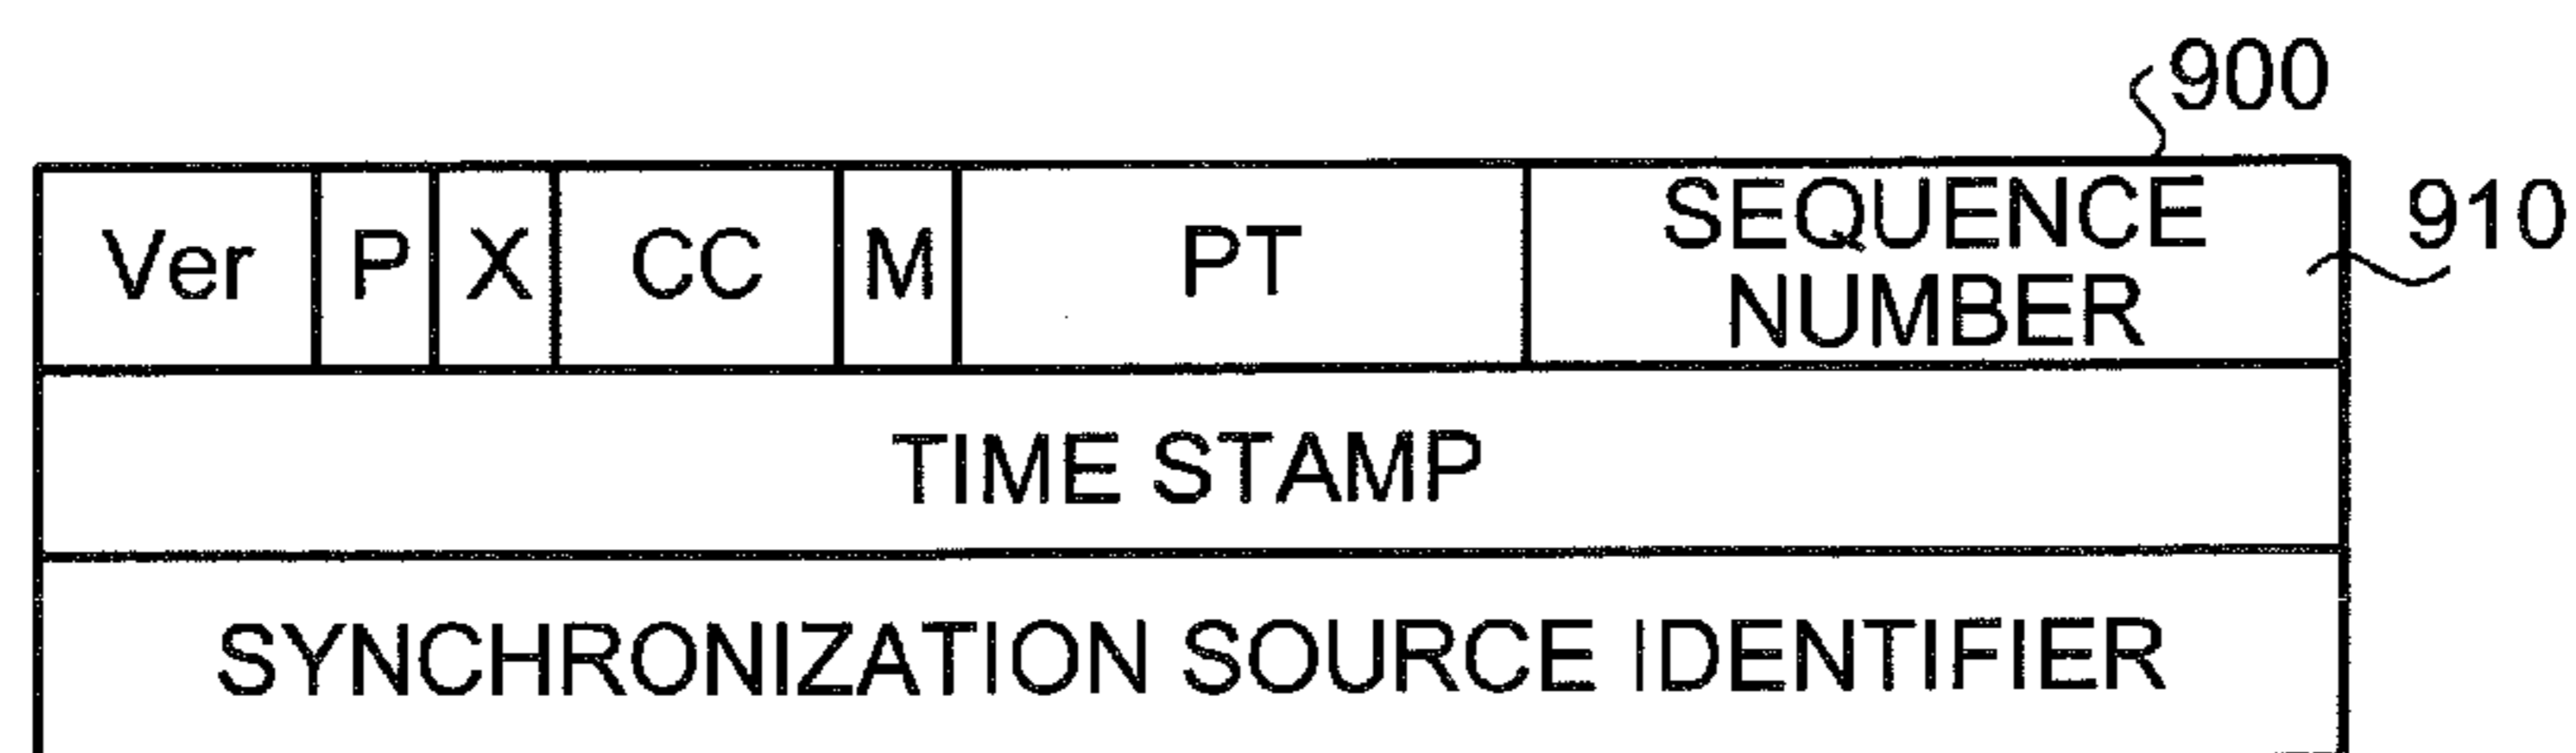 900
Ver P X CC M PT SEQUENCE NUMBER 910
TIME STAMP
SYNCHRONIZATION SOURCE IDENTIFIER